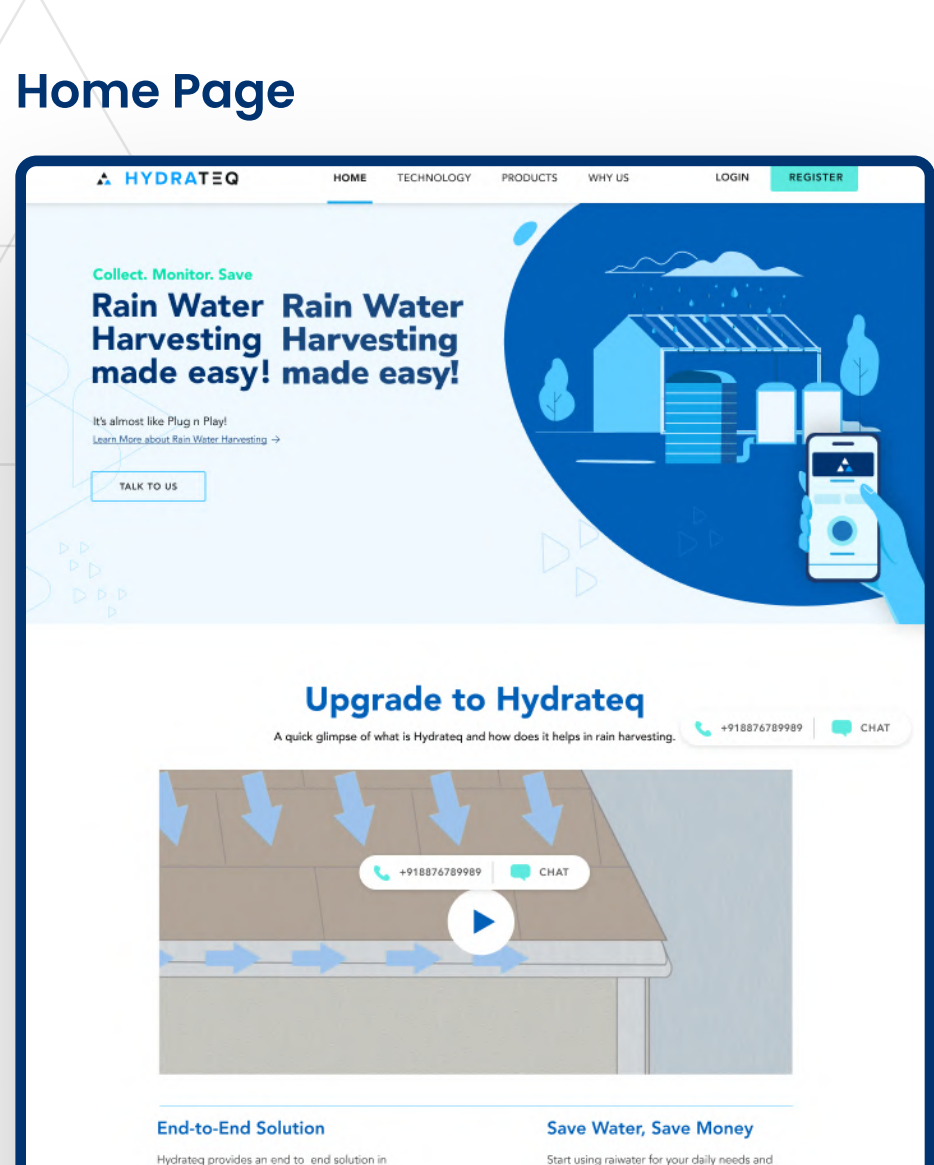 Home Page
HYDRATEQ HOME TECHNOLOGY PRODUCTS WHY US LOGIN REGISTER
Collect. Monitor. Save
Rain Water Rain Water
Harvesting Harvesting
made easy! made easy!
It's almost like Plug n Play!
Learn More about Rain Water Harvesting →
TALK TO US
Upgrade to Hydrateq
A quick glimpse of what is Hydrateq and how does it helps in rain harvesting.
+918876789989 CHAT
+918876789989 CHAT
End-to-End Solution
Hydrateq provides an end to end solution in
Save Water, Save Money
Start using raiwater for your daily needs and